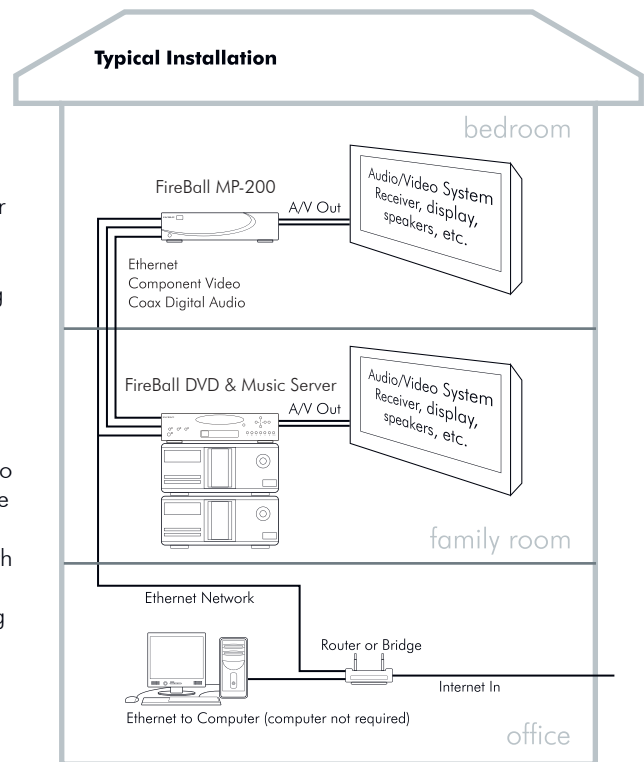 Typical Installation
bedroom
FireBall MP-200
A/V Out
Audio/Video System
Receiver, display,
speakers, etc.
Ethernet
Component Video
Coax Digital Audio
FireBall DVD & Music Server
A/V Out
Audio/Video System
Receiver, display,
speakers, etc.
family room
Ethernet Network
Router or Bridge
Internet In
Ethernet to Computer (computer not required)
office